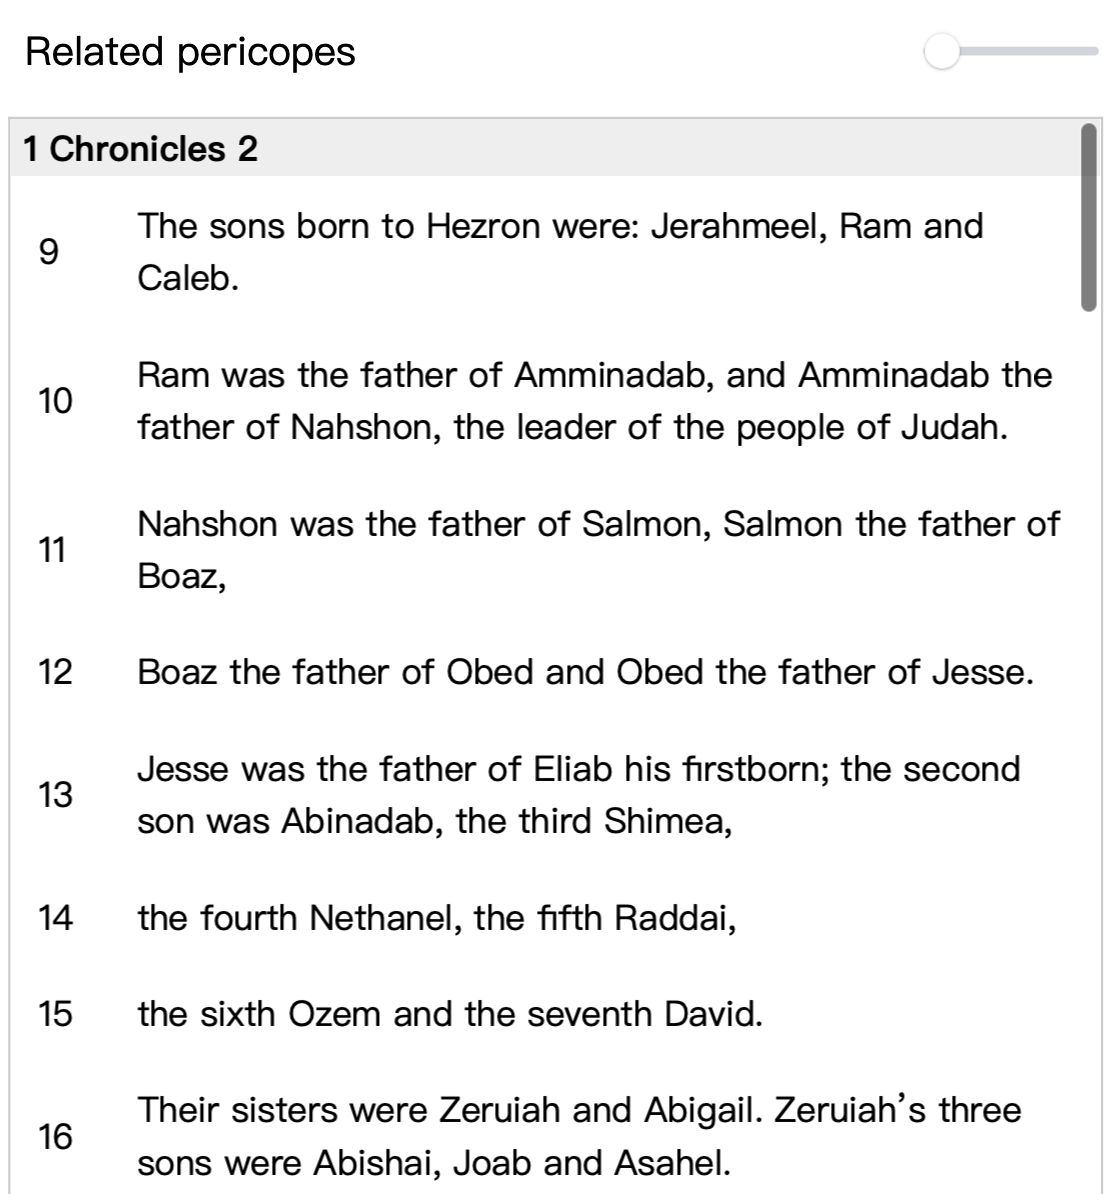 Related pericopes
1 Chronicles 2
9 The sons born to Hezron were: Jerahmeel, Ram and
Caleb.
10 Ram was the father of Amminadab, and Amminadab the
father of Nahshon, the leader of the people of Judah.
11 Nahshon was the father of Salmon, Salmon the father of
Boaz,
12 Boaz the father of Obed and Obed the father of Jesse.
13 Jesse was the father of Eliab his firstborn; the second
son was Abinadab, the third Shimea,
14 the fourth Nethanel, the fifth Raddai,
15 the sixth Ozem and the seventh David.
16 Their sisters were Zeruiah and Abigail. Zeruiah’s three
sons were Abishai, Joab and Asahel.